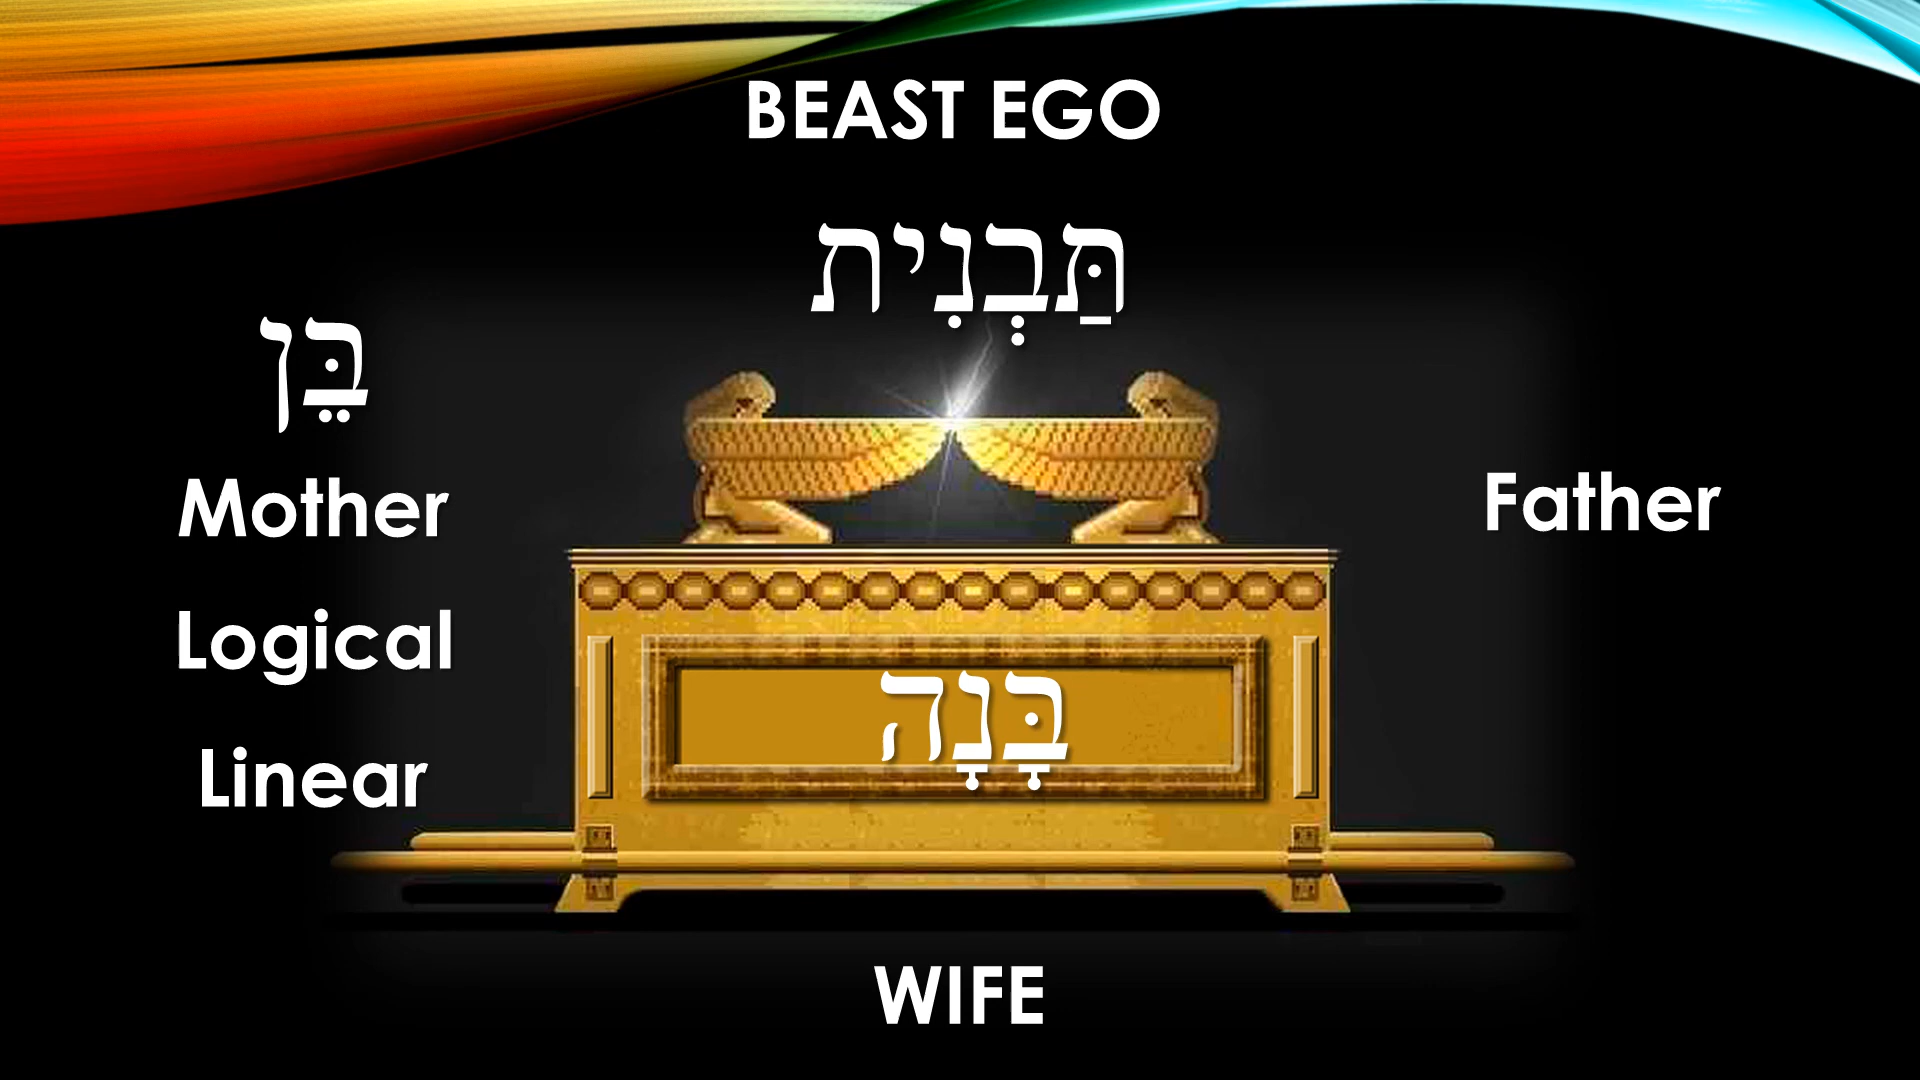 BEAST EGO
תַּבְנִית
בֵּן
Mother
Father
Logical
בָּנָה
Linear
WIFE